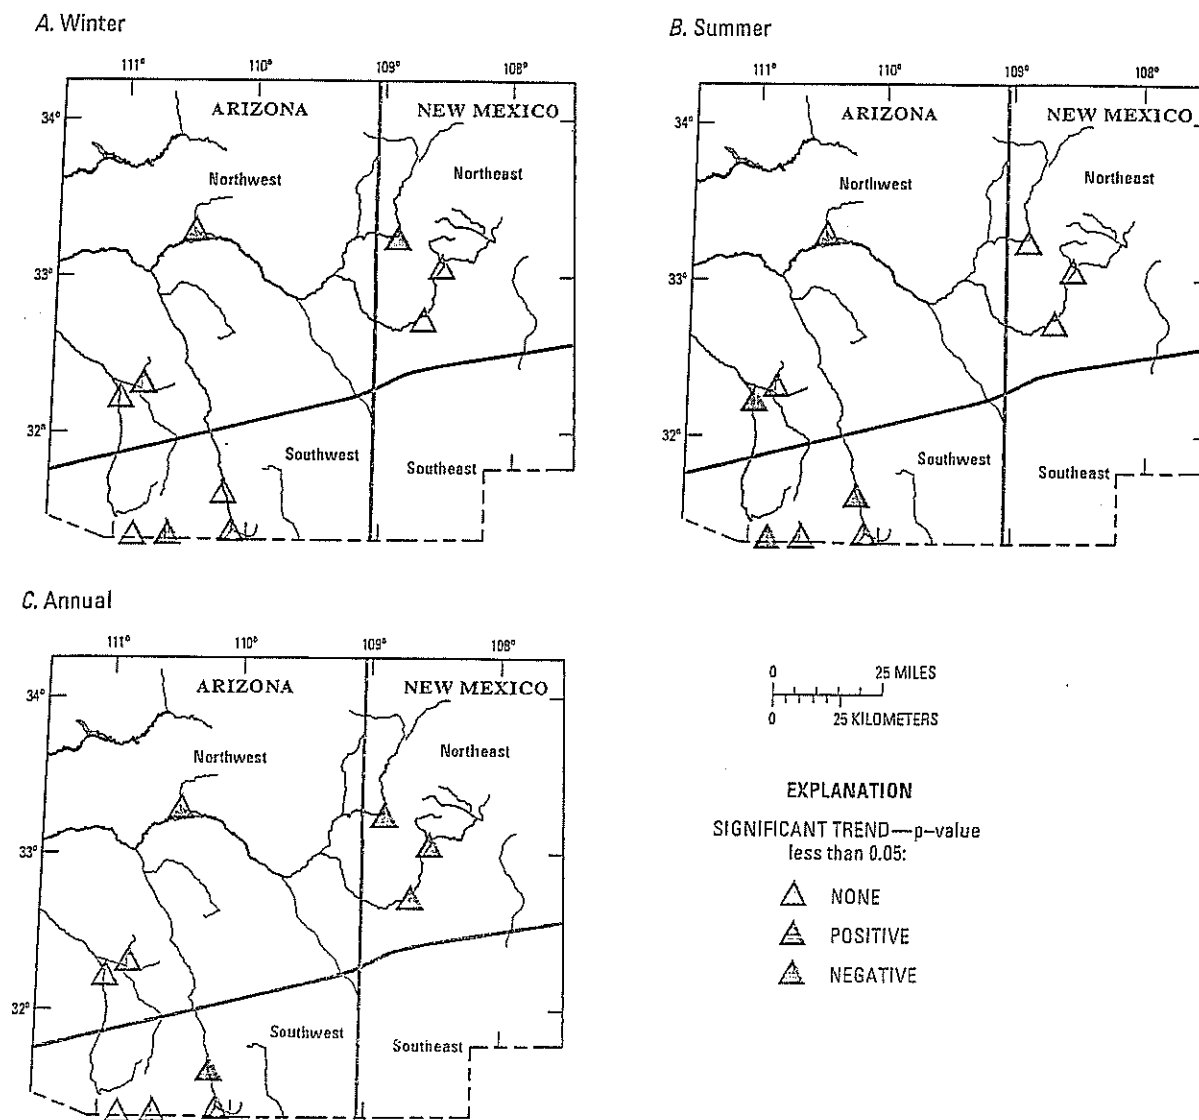 A. Winter
111° 110° 109° 108°
34°
33°
32°
ARIZONA
NEW MEXICO
Northwest
Northeast
Southwest
Southeast
B. Summer
111° 110° 109° 108°
34°
33°
32°
ARIZONA
NEW MEXICO
Northwest
Northeast
Southwest
Southeast
C. Annual
111° 110° 109° 108°
34°
33°
32°
ARIZONA
NEW MEXICO
Northwest
Northeast
Southwest
Southeast
0 25 MILES
0 25 KILOMETERS
EXPLANATION
SIGNIFICANT TREND—p-value
less than 0.05:
NONE
POSITIVE
NEGATIVE